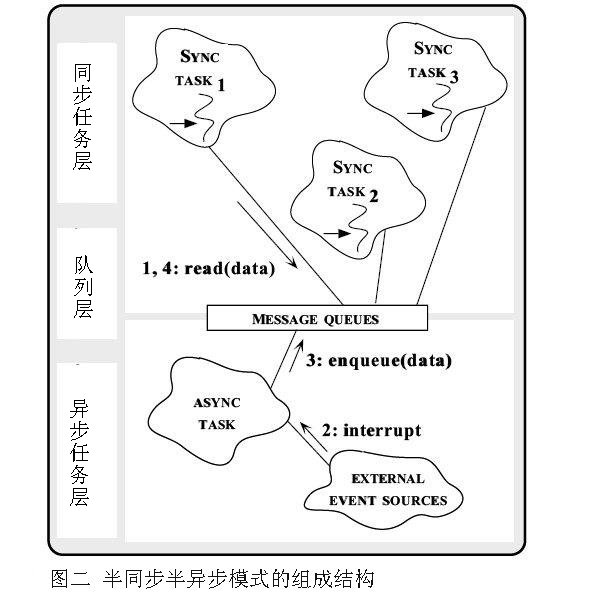 同步任务层
SYNC
TASK 1
SYNC
TASK 3
SYNC
TASK 2
1, 4: read(data)
队列层
MESSAGE QUEUES
3: enqueue(data)
异步任务层
ASYNC
TASK
2: interrupt
EXTERNAL
EVENT SOURCES
图二 半同步半异步模式的组成结构